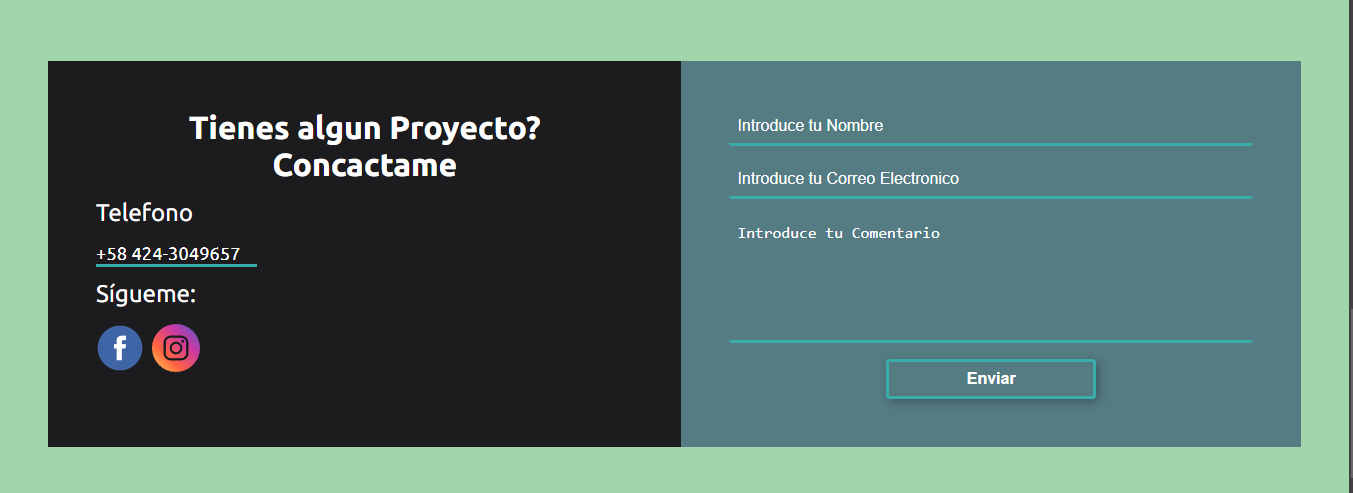 Tienes algun Proyecto?
Concactame
Telefono
+58 424-3049657
Sígueme:
Introduce tu Nombre
Introduce tu Correo Electronico
Introduce tu Comentario
Enviar